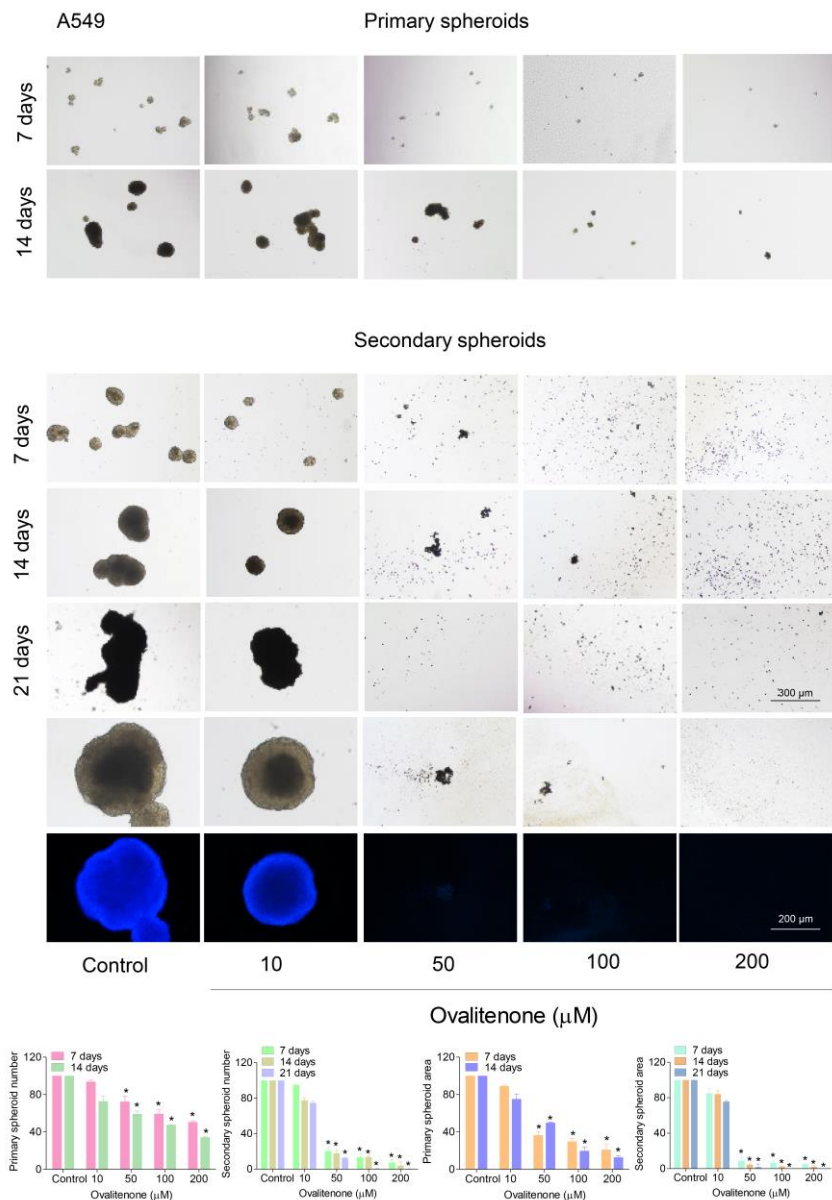 A549
Primary spheroids
7 days
14 days
Secondary spheroids
7 days
14 days
21 days
300 µm
200 µm
Control 10 50 100 200
Ovalitenone (µM)
Primary spheroid number
7 days
14 days
120
80
40
0
* * * * * *
Control 10 50 100 200
Ovalitenone (µM)
Secondary spheroid number
7 days
14 days
21 days
120
80
40
0
* * * * * * * * *
Control 10 50 100 200
Ovalitenone (µM)
Primary spheroid area
7 days
14 days
120
80
40
0
* * * * * *
Control 10 50 100 200
Ovalitenone (µM)
Secondary spheroid area
7 days
14 days
21 days
120
80
40
0
* * * * * * * * *
Control 10 50 100 200
Ovalitenone (µM)